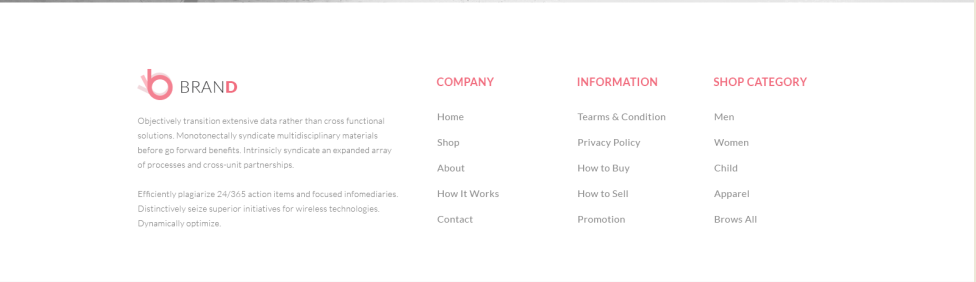 BRAND
Objectively transition extensive data rather than cross functional
solutions. Monotonectally syndicate multidisciplinary materials
before go forward benefits. Intrinsicly syndicate an expanded array
of processes and cross-unit partnerships.
Efficiently plagiarize 24/365 action items and focused infomediaries.
Distinctively seize superior initiatives for wireless technologies.
Dynamically optimize.
COMPANY
Home
Shop
About
How It Works
Contact
INFORMATION
Tearms & Condition
Privacy Policy
How to Buy
How to Sell
Promotion
SHOP CATEGORY
Men
Women
Child
Apparel
Brows All